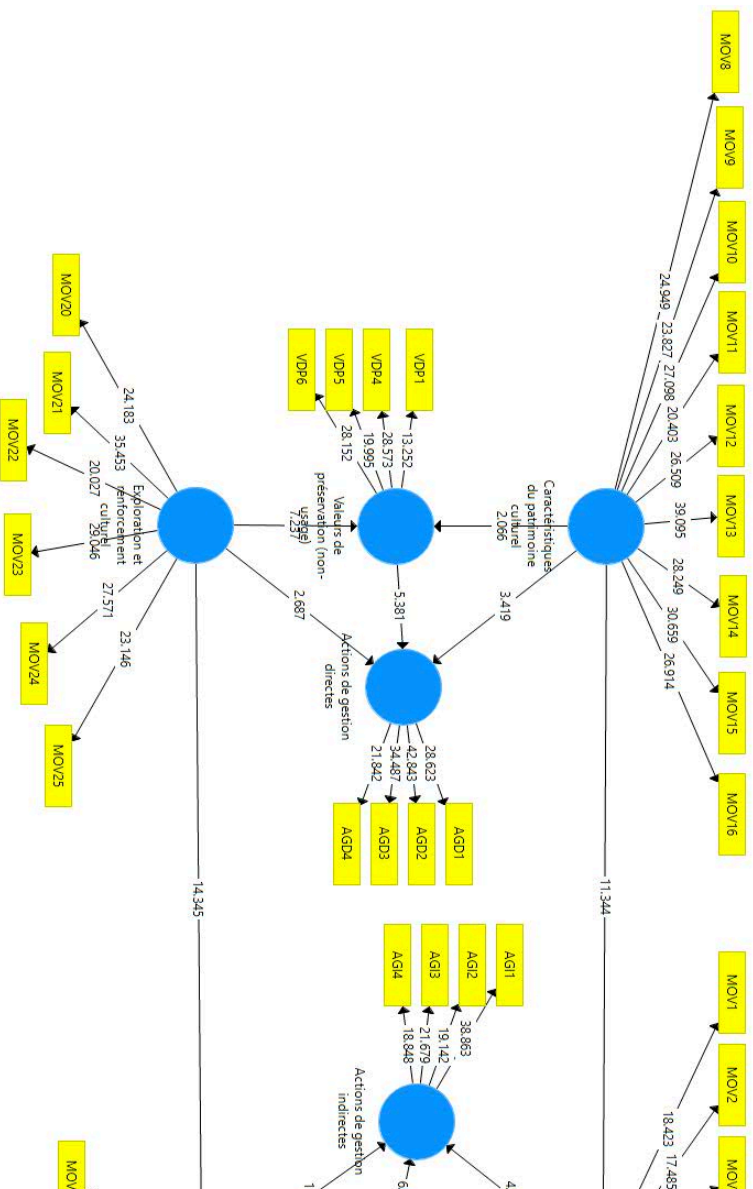 MOV8
MOV9
MOV10
MOV11
MOV12
MOV13
MOV14
MOV15
MOV16
MOV1
MOV2
24.949
23.827
27.098
20.403
26.509
39.095
28.249
30.659
26.914
18.423
17.485
Caractéristiques
du patrimoine
culturel
2.066
3.419
11.344
VDP1
VDP4
VDP5
VDP6
13.252
28.573
19.995
28.152
Valeurs de
préservation (non-
usage)
7.237
5.381
2.687
Actions de gestion
directes
28.623
42.843
34.487
21.842
AGD1
AGD2
AGD3
AGD4
AGI1
AGI2
AGI3
AGI4
38.863
19.142
21.679
18.848
Actions de gestion
indirectes
Exploration et
renforcement
culturel
24.183
35.453
20.027
29.046
27.571
23.146
14.345
MOV20
MOV21
MOV22
MOV23
MOV24
MOV25